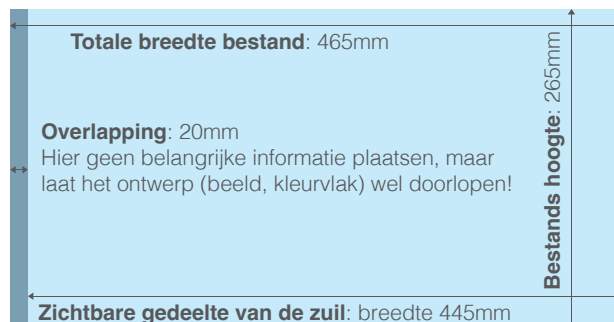 Totale breedte bestand: 465mm
Overlapping: 20mm
Hier geen belangrijke informatie plaatsen, maar
laat het ontwerp (beeld, kleurvlak) wel doorlopen!
Bestands hoogte: 265mm
Zichtbare gedeelte van de zuil: breedte 445mm